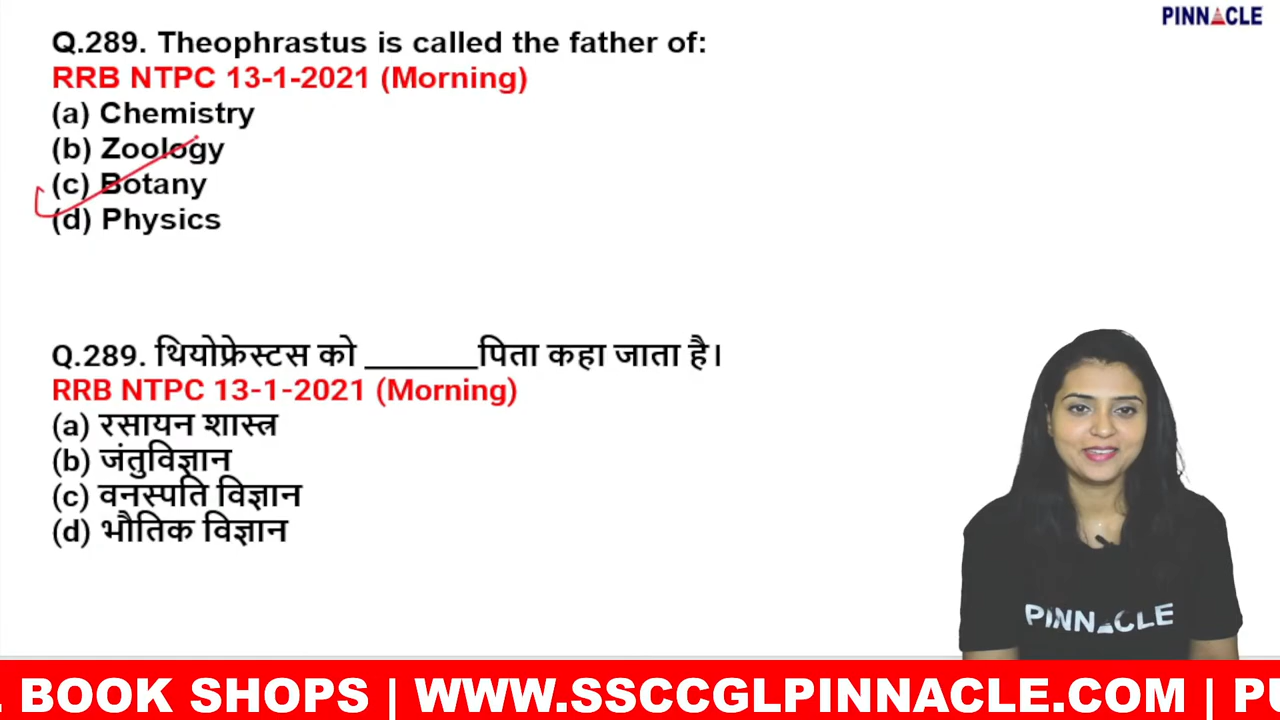 PINNACLE
Q.289. Theophrastus is called the father of:
RRB NTPC 13-1-2021 (Morning)
(a) Chemistry
(b) Zoology
(c) Botany
(d) Physics
Q.289. थियोफ्रेस्टस को _______पिता कहा जाता है।
RRB NTPC 13-1-2021 (Morning)
(a) रसायन शास्त्र
(b) जंतुविज्ञान
(c) वनस्पति विज्ञान
(d) भौतिक विज्ञान
PINNACLE
BOOK SHOPS | WWW.SSCCGLPINNACLE.COM |